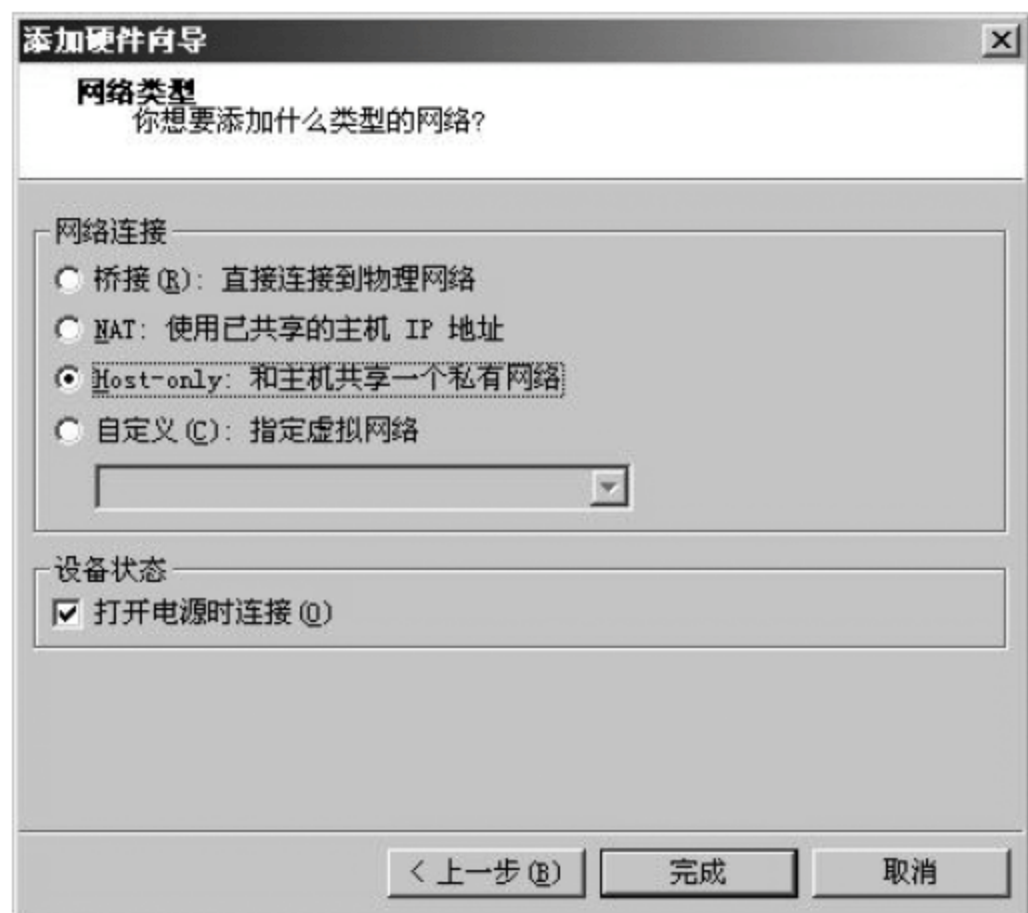 添加硬件向导
网络类型
你想要添加什么类型的网络?
网络连接
桥接(R): 直接连接到物理网络
NAT: 使用已共享的主机 IP 地址
Host-only: 和主机共享一个私有网络
自定义(C): 指定虚拟网络
设备状态
打开电源时连接(O)
< 上一步(B)
完成
取消